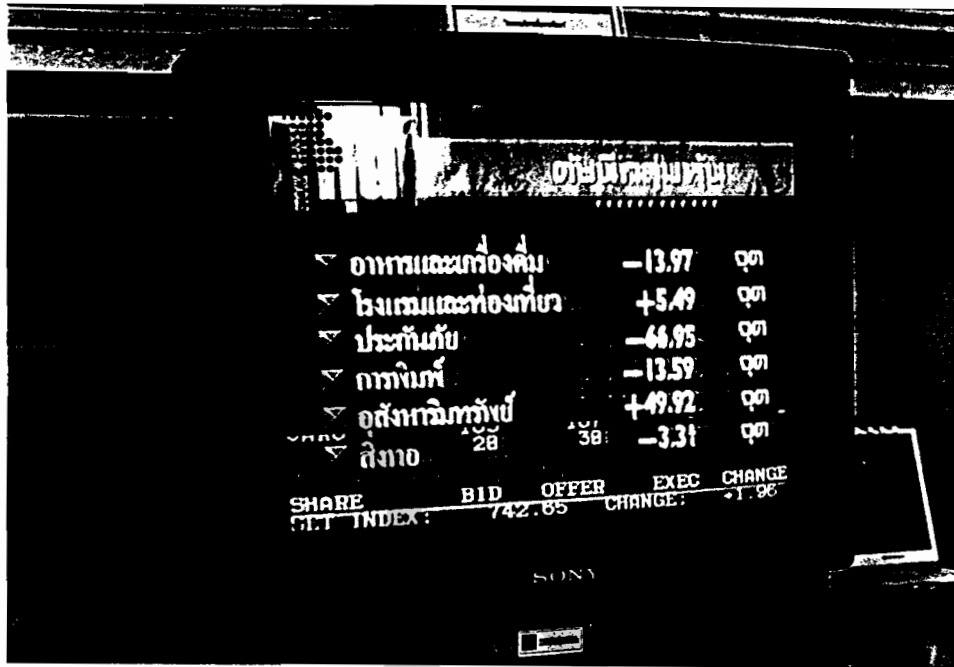 ดัชนีกลุ่มหุ้น
อาหารและเครื่องดื่ม -13.97 จุด
โรงแรมและท่องเที่ยว +5.49 จุด
ประกันภัย -66.95 จุด
การพิมพ์ -13.59 จุด
อสังหาริมทรัพย์ +49.92 จุด
สิ่งทอ 20 30 -3.31 จุด
SHARE BID OFFER EXEC CHANGE
SET INDEX: 742.65 CHANGE: +1.96
SONY